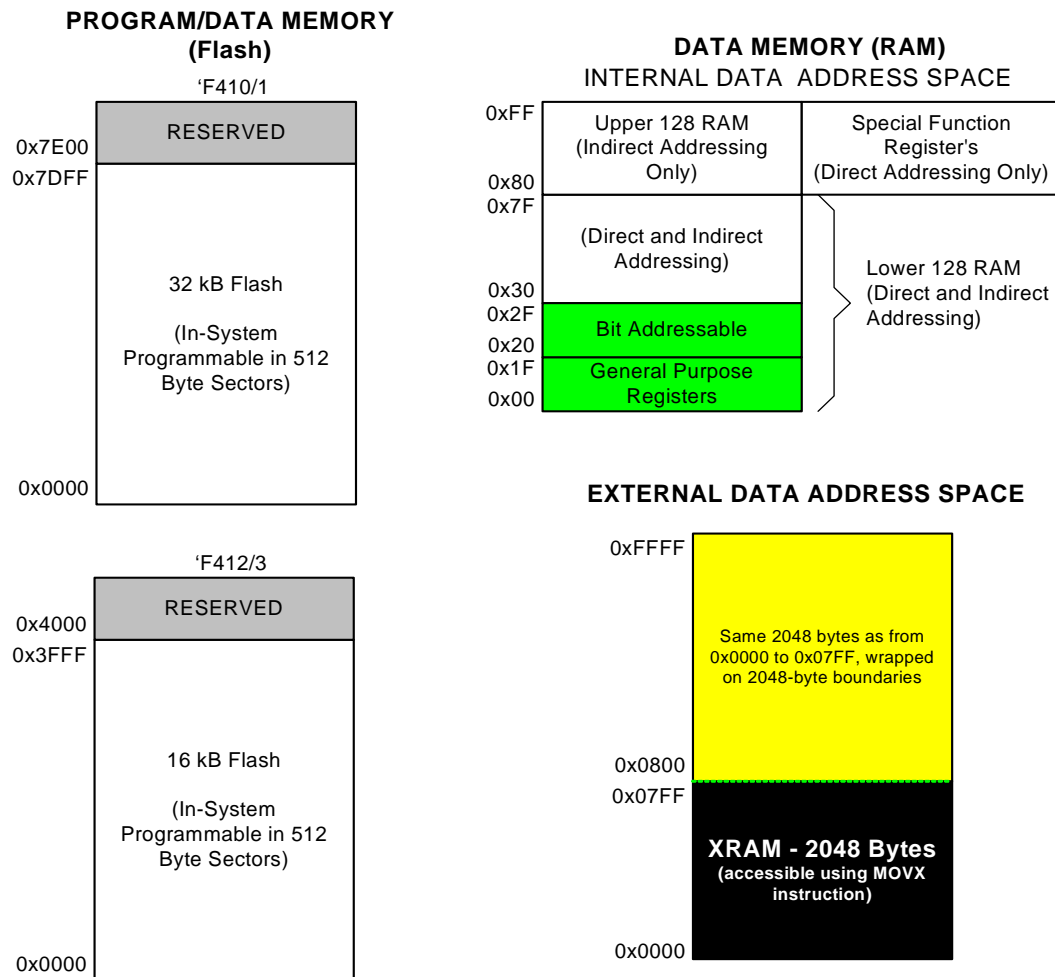 PROGRAM/DATA MEMORY
(Flash)
‘F410/1
RESERVED
0x7E00
0x7DFF
32 kB Flash
(In-System
Programmable in 512
Byte Sectors)
0x0000
‘F412/3
RESERVED
0x4000
0x3FFF
16 kB Flash
(In-System
Programmable in 512
Byte Sectors)
0x0000
DATA MEMORY (RAM)
INTERNAL DATA ADDRESS SPACE
0xFF
Upper 128 RAM
(Indirect Addressing
Only)
Special Function
Register's
(Direct Addressing Only)
0x80
0x7F
(Direct and Indirect
Addressing)
Lower 128 RAM
(Direct and Indirect
Addressing)
0x30
0x2F
Bit Addressable
0x20
0x1F
General Purpose
Registers
0x00
EXTERNAL DATA ADDRESS SPACE
0xFFFF
Same 2048 bytes as from
0x0000 to 0x07FF, wrapped
on 2048-byte boundaries
0x0800
0x07FF
XRAM - 2048 Bytes
(accessible using MOVX
instruction)
0x0000